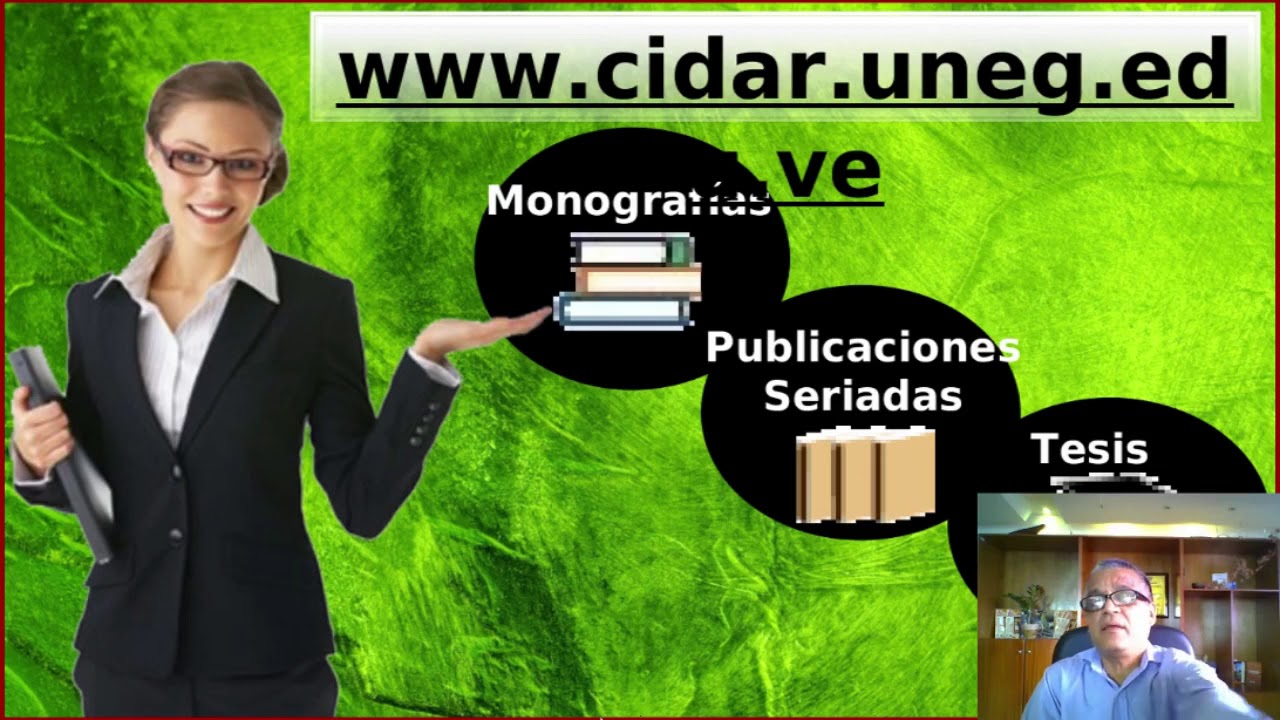 www.cidar.uneg.ed
u.ve
Monografías
Publicaciones
Seriadas
Tesis